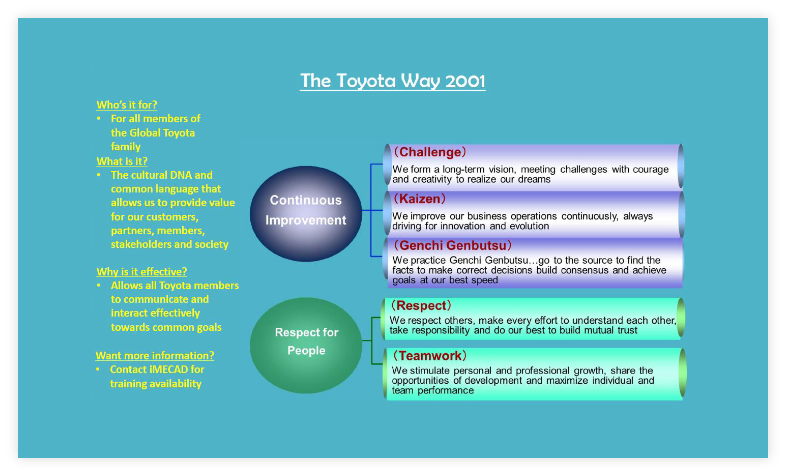 The Toyota Way 2001
Who's it for?
• For all members of
the Global Toyota
family
What is it?
• The cultural DNA and
common language that
allows us to provide value
for our customers,
partners, members,
stakeholders and society
Why is it effective?
• Allows all Toyota members
to communicate and
interact effectively
towards common goals
Want more information?
• Contact iMECAD for
training availability
Continuous
Improvement
(Challenge)
We form a long-term vision, meeting challenges with courage
and creativity to realize our dreams
(Kaizen)
We improve our business operations continuously, always
driving for innovation and evolution
(Genchi Genbutsu)
We practice Genchi Genbutsu…go to the source to find the
facts to make correct decisions build consensus and achieve
goals at our best speed
Respect for
People
(Respect)
We respect others, make every effort to understand each other,
take responsibility and do our best to build mutual trust
(Teamwork)
We stimulate personal and professional growth, share the
opportunities of development and maximize individual and
team performance